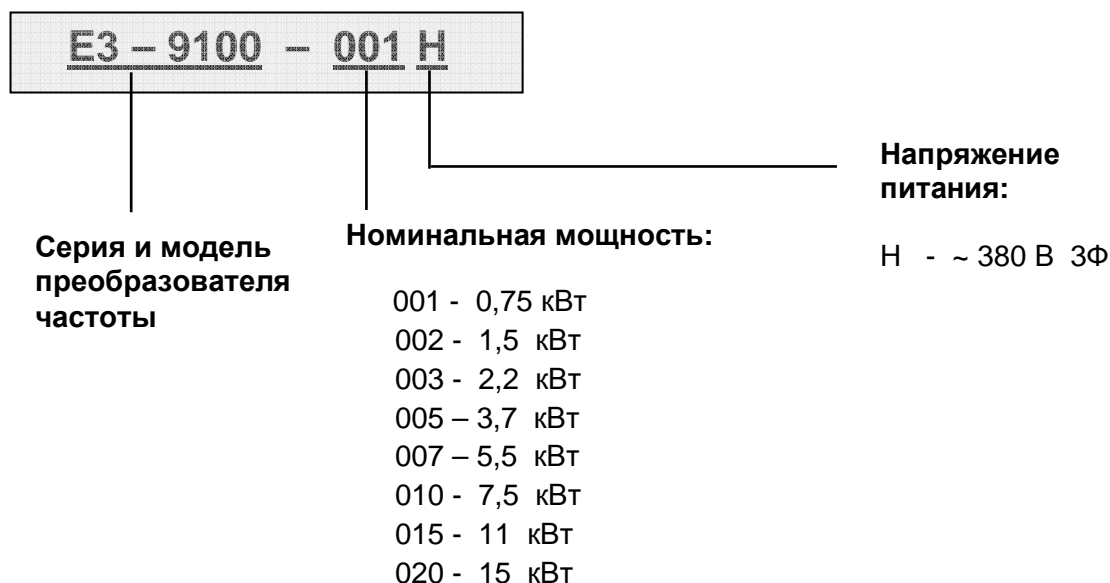 E3 – 9100 – 001 Н
Напряжение
питания:
Н - ~ 380 В 3Ф
Серия и модель
преобразователя
частоты
Номинальная мощность:
001 - 0,75 кВт
002 - 1,5 кВт
003 - 2,2 кВт
005 – 3,7 кВт
007 – 5,5 кВт
010 - 7,5 кВт
015 - 11 кВт
020 - 15 кВт